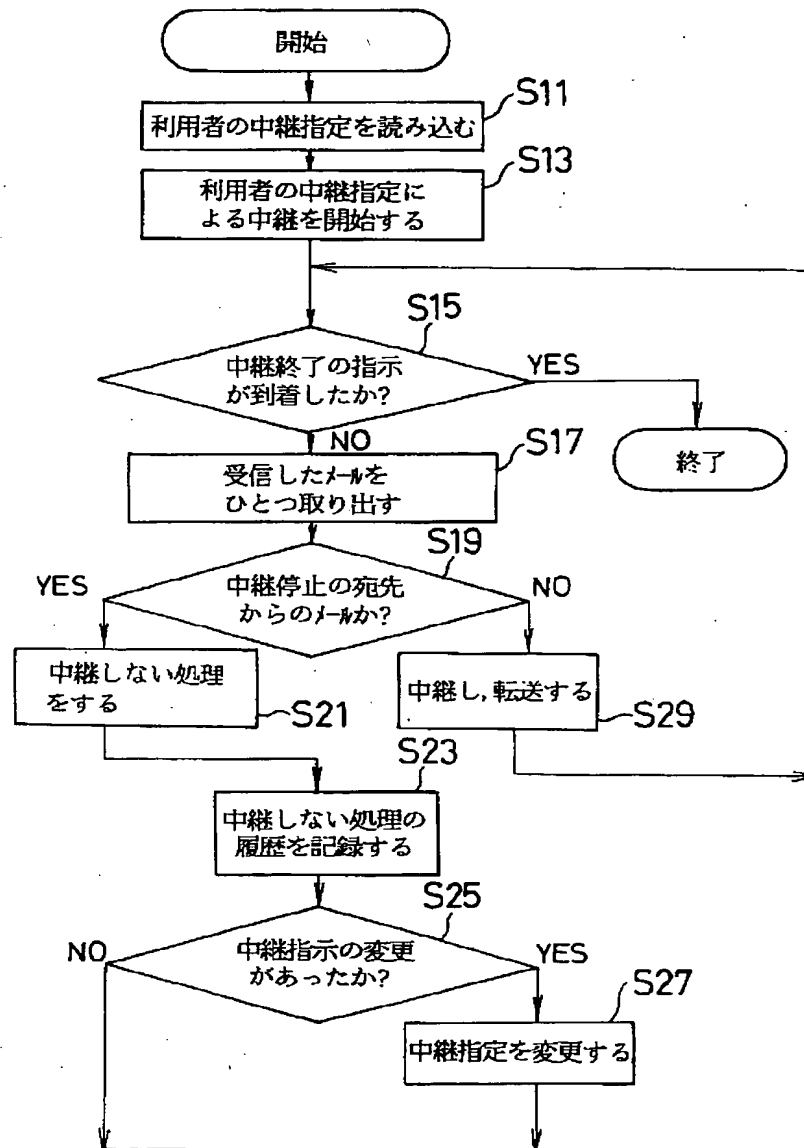 開始
S11
利用者の中継指定を読み込む
S13
利用者の中継指定に
よる中継を開始する
S15
中継終了の指示
が到着したか?
YES
NO
終了
S17
受信したメールを
ひとつ取り出す
S19
中継停止の宛先
からのメールか?
YES
NO
中継しない処理
をする
S21
中継し,転送する
S29
S23
中継しない処理の
履歴を記録する
S25
中継指示の変更
があったか?
NO
YES
S27
中継指定を変更する